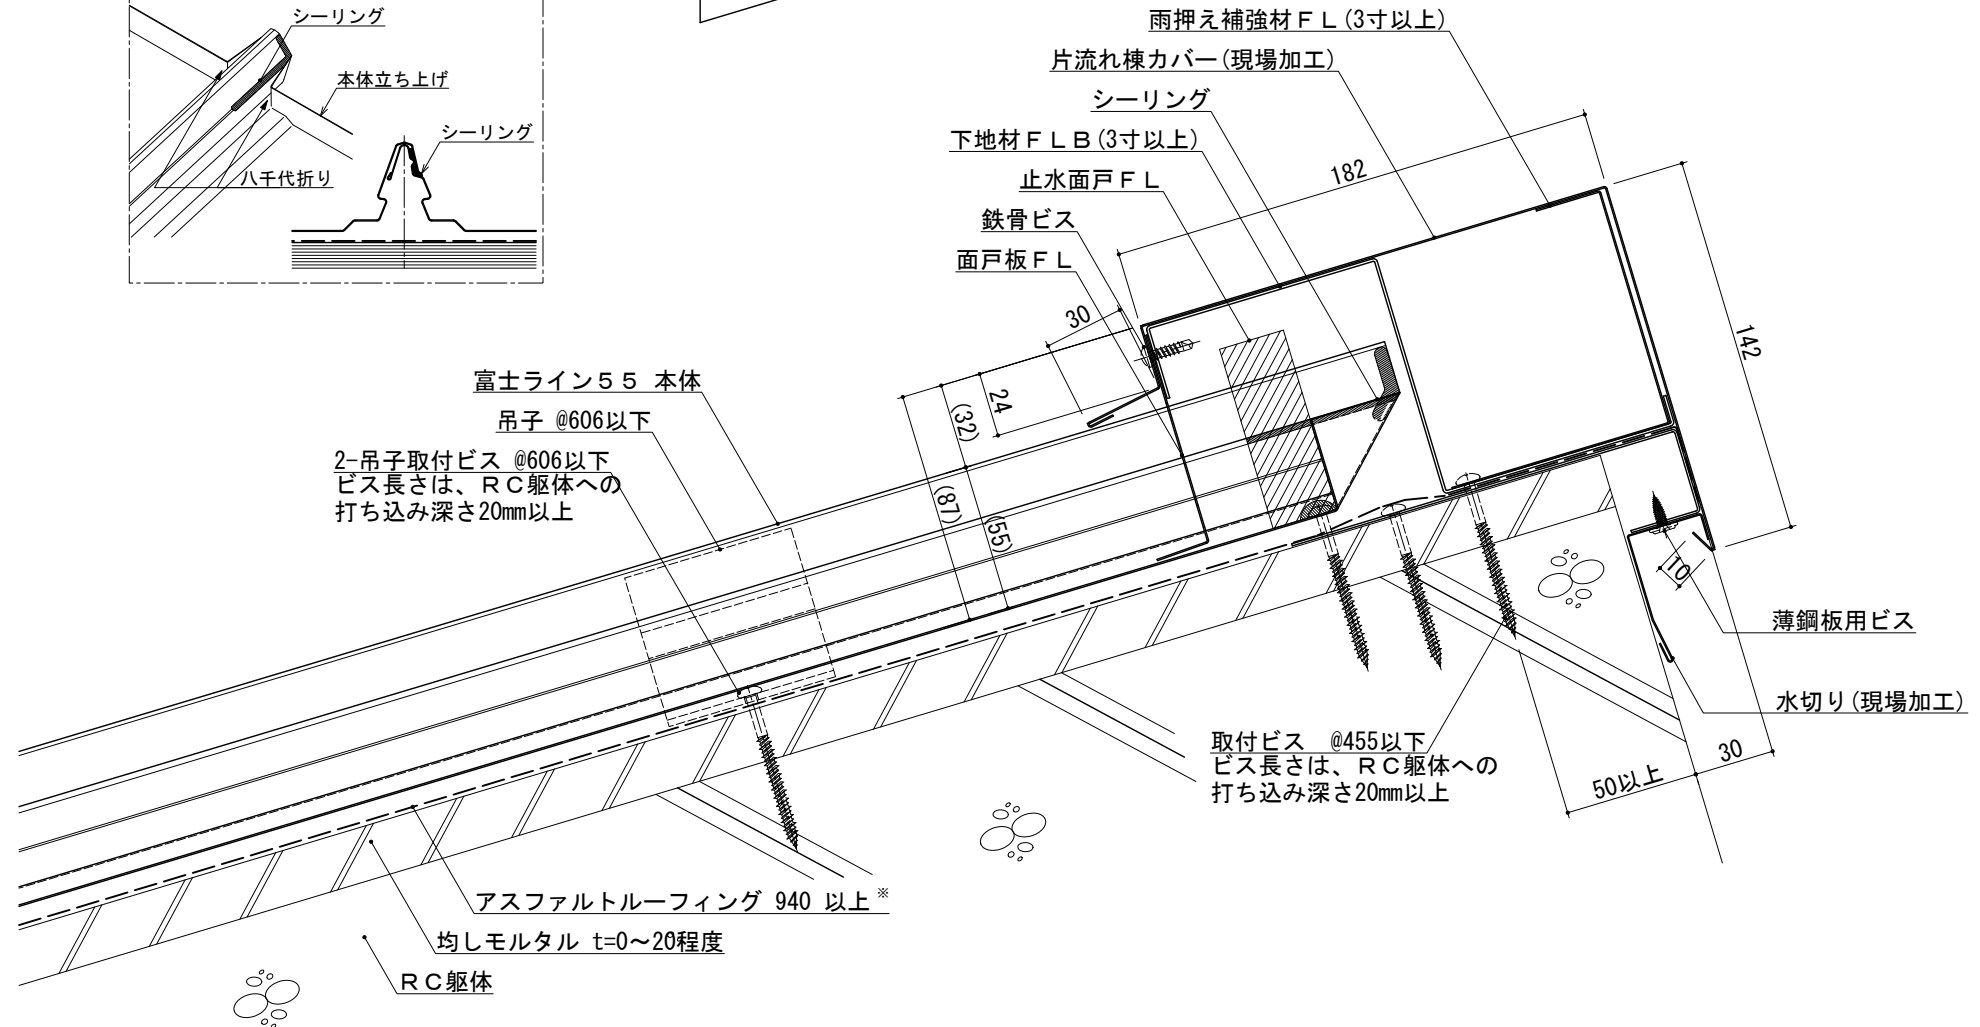 シーリング
本体立ち上げ
シーリング
八千代折り
雨押え補強材ＦＬ(3寸以上)
片流れ棟カバー(現場加工)
シーリング
下地材ＦＬＢ(3寸以上)
止水面戸ＦＬ
鉄骨ビス
面戸板ＦＬ
182
142
30
24
(32)
(87)
(55)
富士ライン５５ 本体
吊子 @606以下
2-吊子取付ビス @606以下
ビス長さは、ＲＣ躯体への
打ち込み深さ20mm以上
10
薄鋼板用ビス
水切り(現場加工)
取付ビス @455以下
ビス長さは、ＲＣ躯体への
打ち込み深さ20mm以上
50以上
30
アスファルトルーフィング 940 以上※
均しモルタル t=0～20程度
ＲＣ躯体